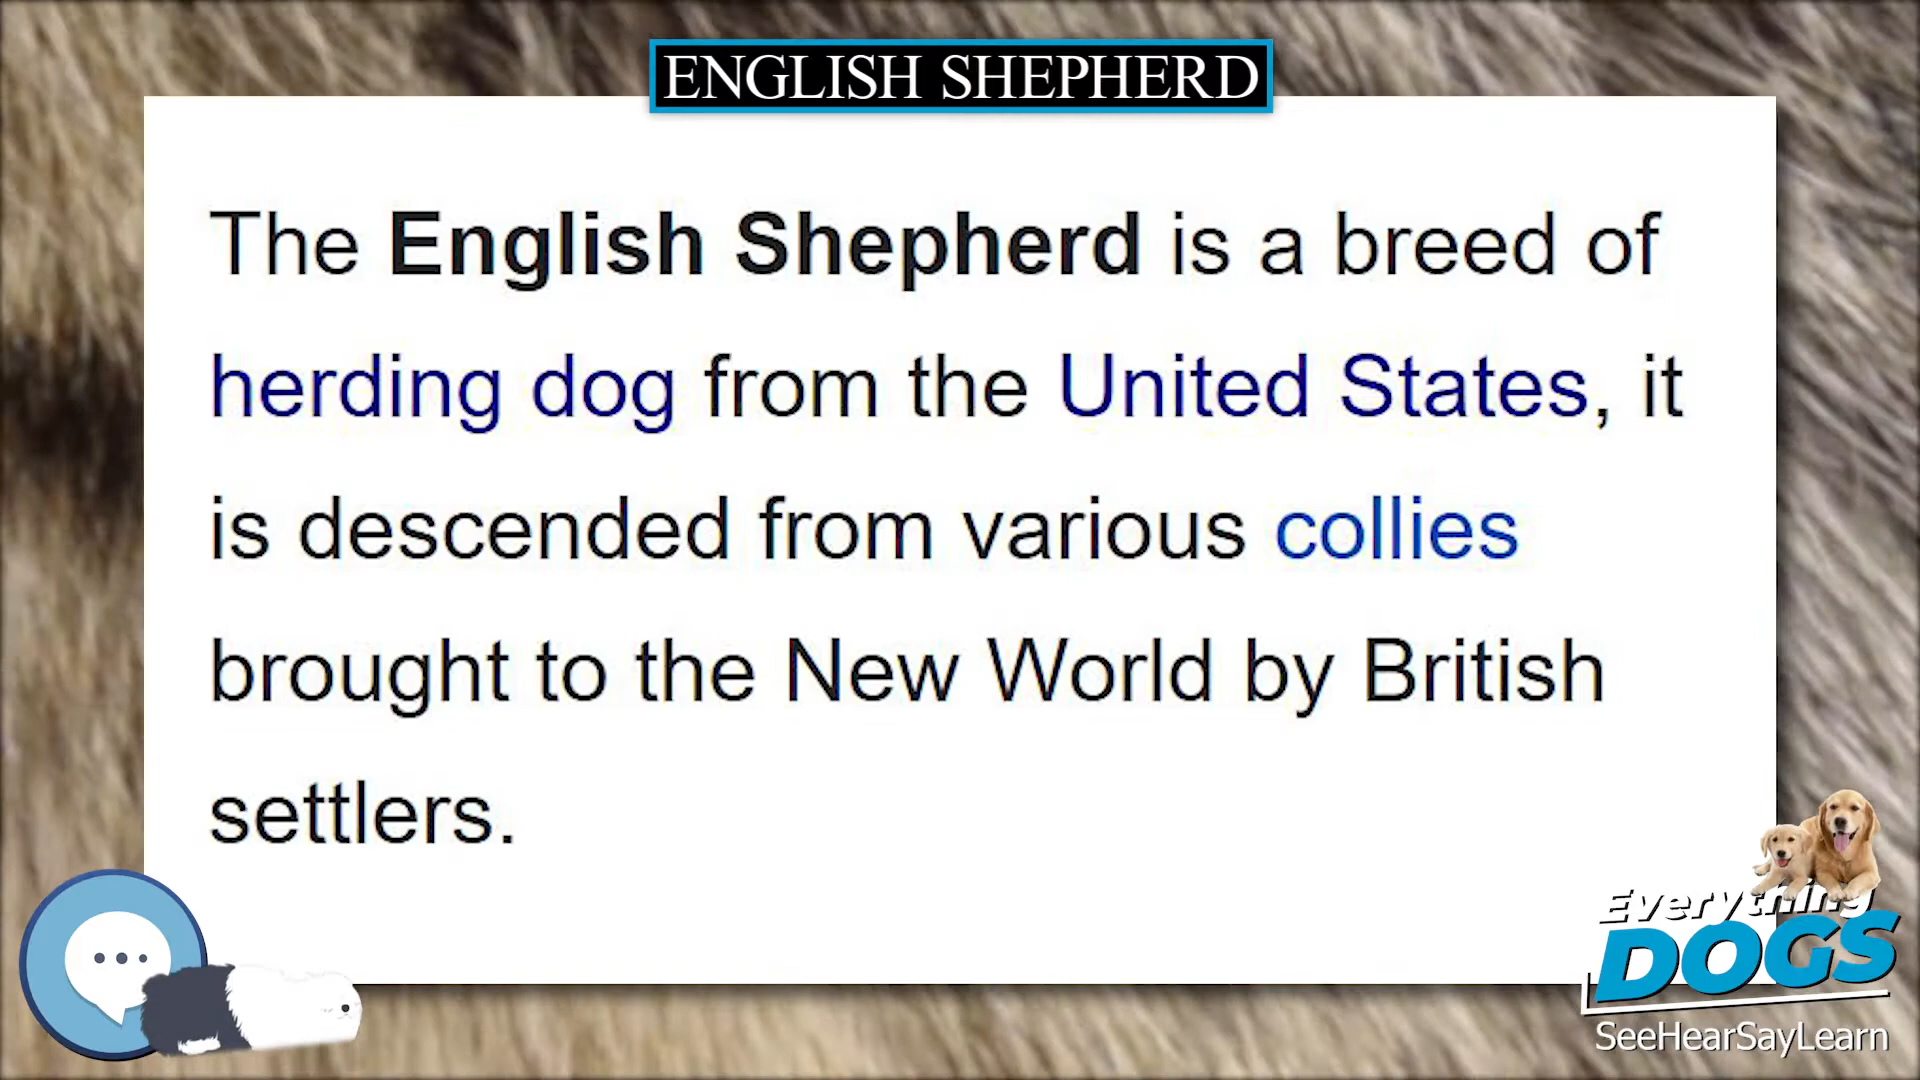 ENGLISH SHEPHERD
The English Shepherd is a breed of
herding dog from the United States, it
is descended from various collies
brought to the New World by British
settlers.
Everything
DOGS
SeeHearSayLearn